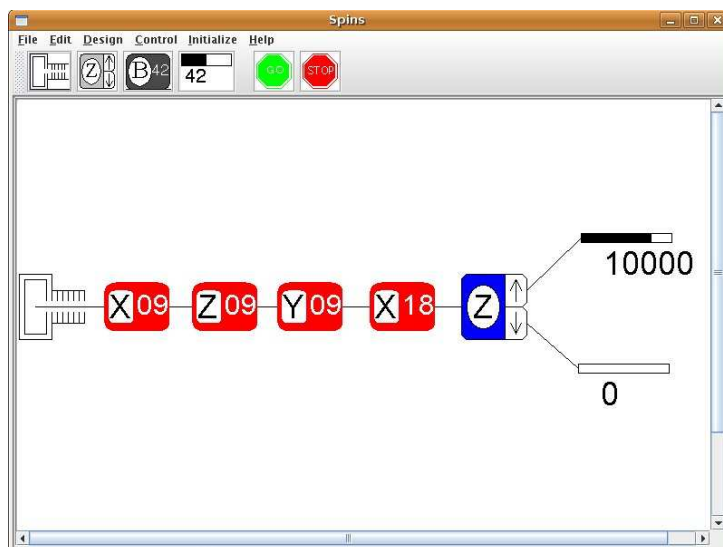 Spins
File Edit Design Control Initialize Help
Z B42 42 GO STOP
10000
X09 Z09 Y09 X18 Z
0